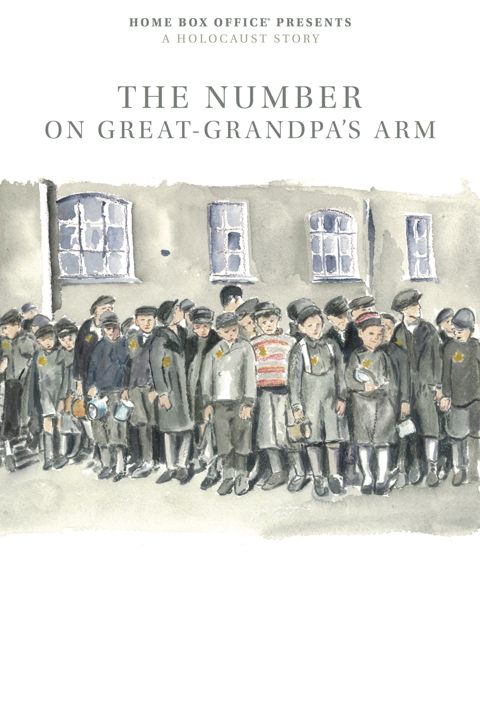 HOME BOX OFFICE® PRESENTS
A HOLOCAUST STORY
THE NUMBER
ON GREAT-GRANDPA'S ARM